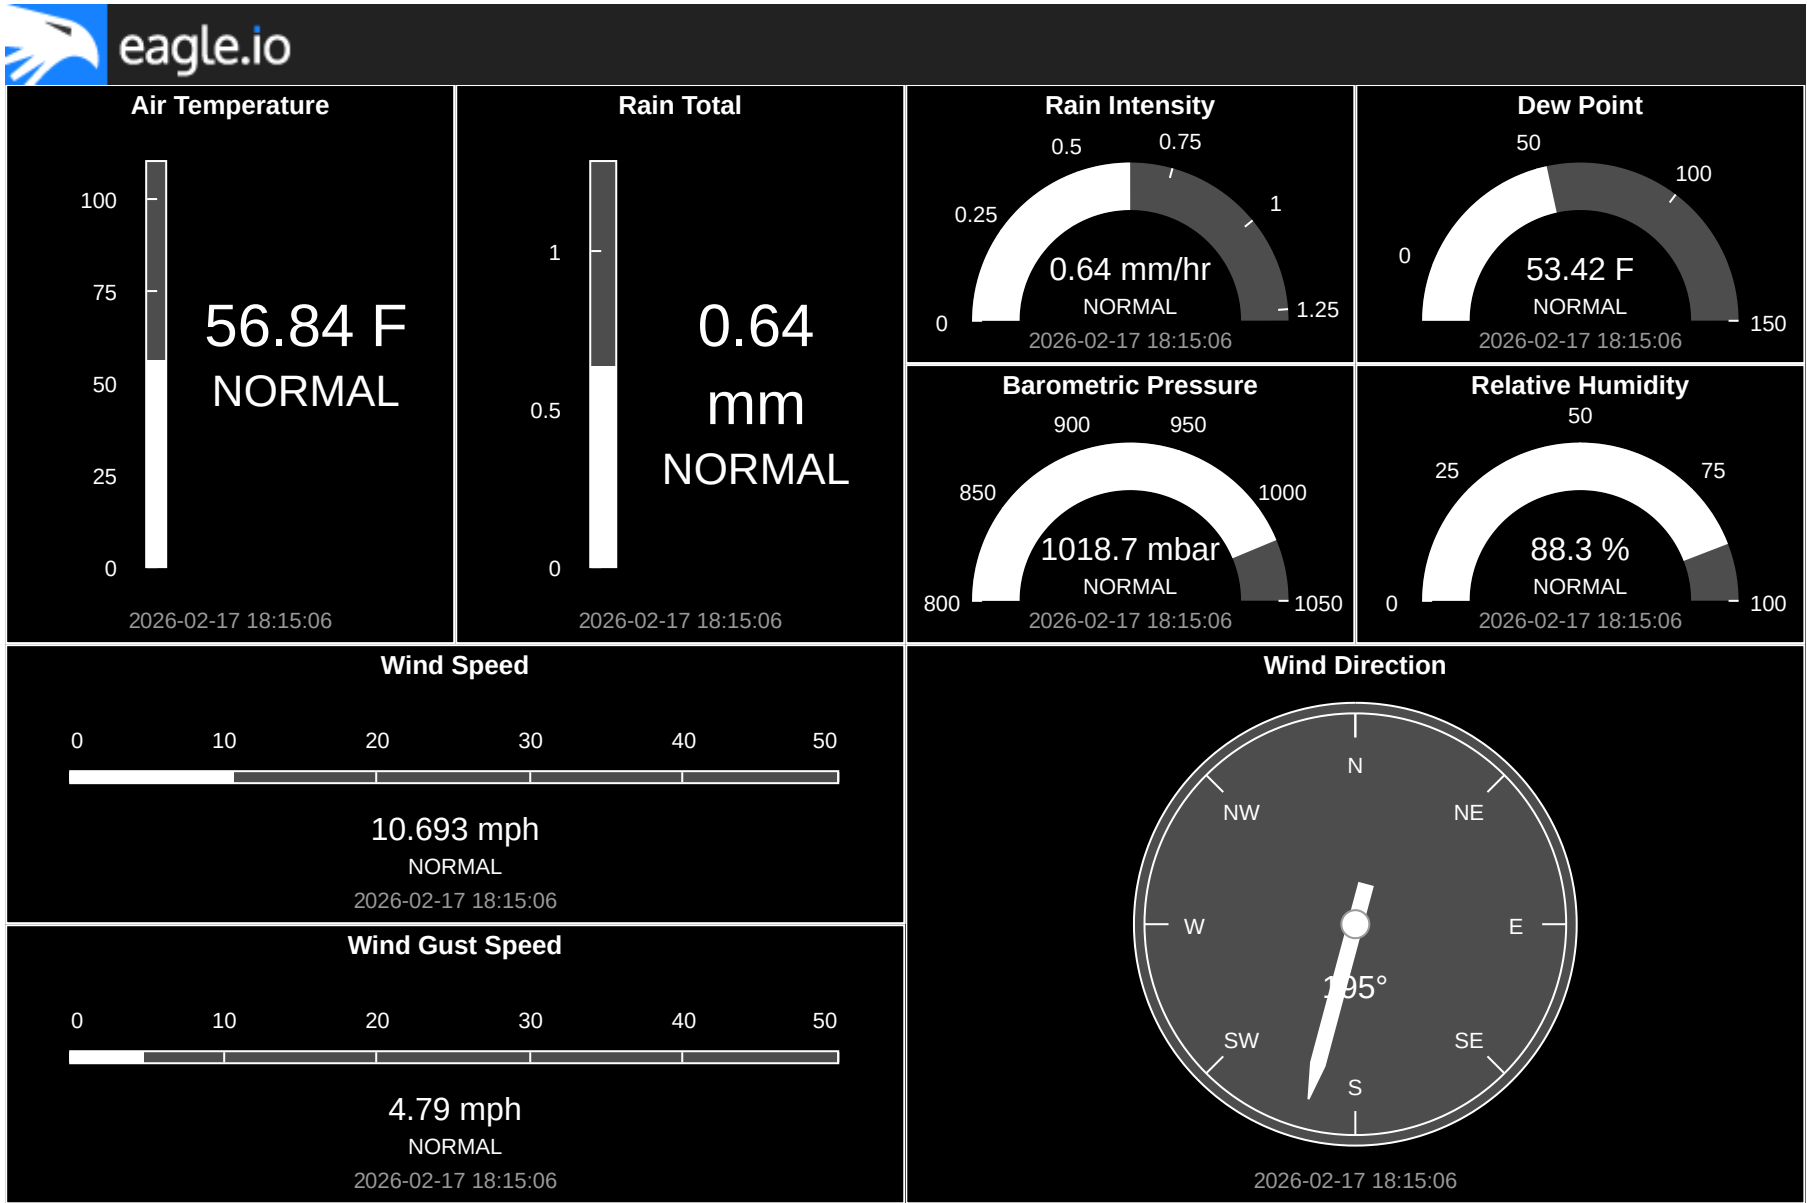 eagle.io
Air Temperature
100
75
50
25
0
56.84 F
NORMAL
2026-02-17 18:15:06
Rain Total
1
0.5
0
0.64
mm
NORMAL
2026-02-17 18:15:06
Rain Intensity
0
0.25
0.5
0.75
1
1.25
0.64 mm/hr
NORMAL
2026-02-17 18:15:06
Dew Point
0
50
100
150
53.42 F
NORMAL
2026-02-17 18:15:06
Barometric Pressure
800
850
900
950
1000
1050
1018.7 mbar
NORMAL
2026-02-17 18:15:06
Relative Humidity
0
25
50
75
100
88.3 %
NORMAL
2026-02-17 18:15:06
Wind Speed
0 10 20 30 40 50
10.693 mph
NORMAL
2026-02-17 18:15:06
Wind Gust Speed
0 10 20 30 40 50
4.79 mph
NORMAL
2026-02-17 18:15:06
Wind Direction
N
NW NE
W E
195°
SW SE
S
2026-02-17 18:15:06